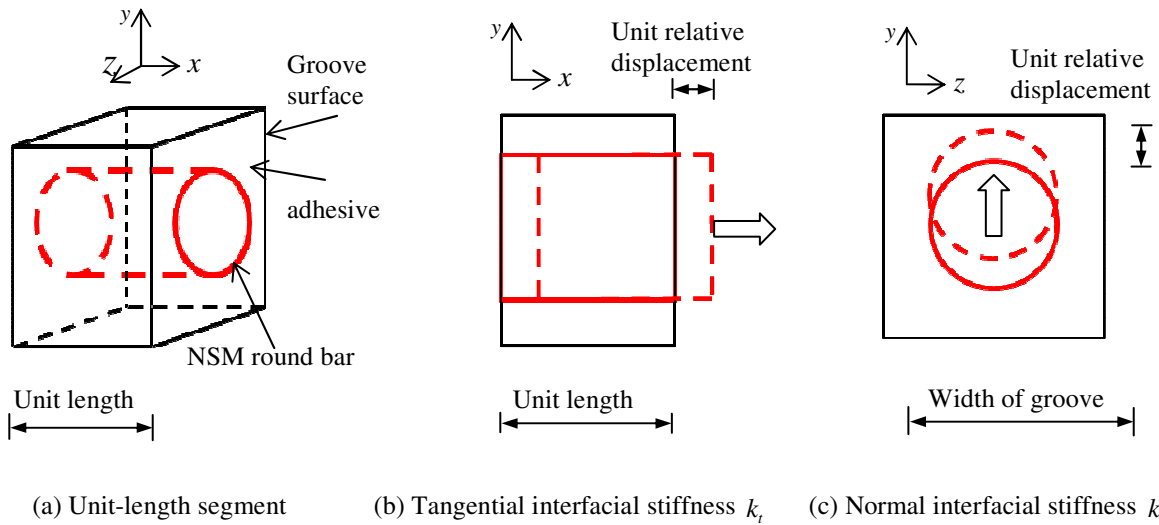 y
z
x
Groove
surface
adhesive
NSM round bar
Unit length
(a) Unit-length segment
y
x
Unit relative
displacement
Unit length
(b) Tangential interfacial stiffness k_t
y
z
Unit relative
displacement
Width of groove
(c) Normal interfacial stiffness k